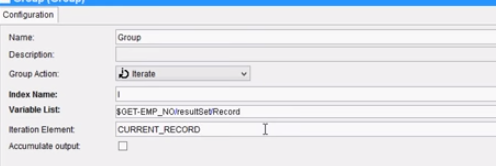 Group (Group)
Configuration
Name: Group
Description:
Group Action: Iterate
Index Name: I
Variable List: $GET-EMP_NO/resultSet/Record
Iteration Element: CURRENT_RECORD
Accumulate output: